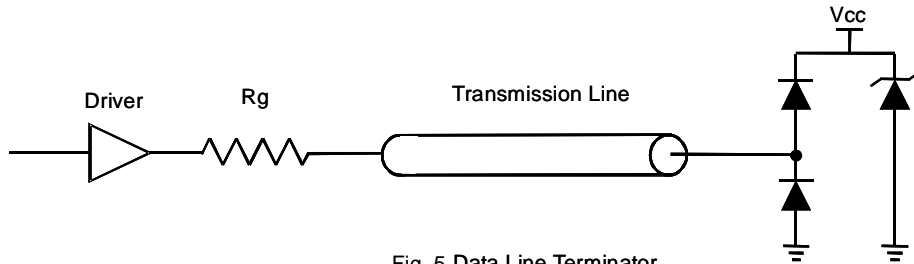 Vcc
Driver
Rg
Transmission Line
Fig. 5 Data Line Terminator